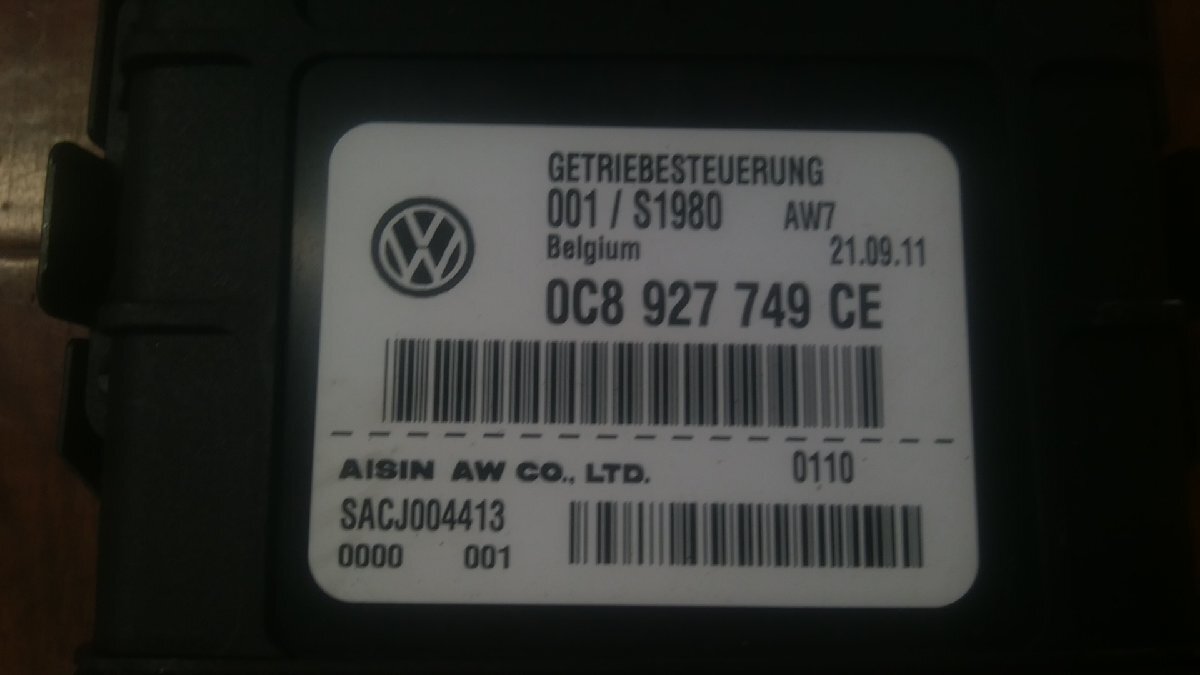 GETRIEBESTEUERUNG
001 / S1980 AW7
Belgium 21.09.11
0C8 927 749 CE
AISIN AW CO., LTD. 0110
SACJ004413
0000 001